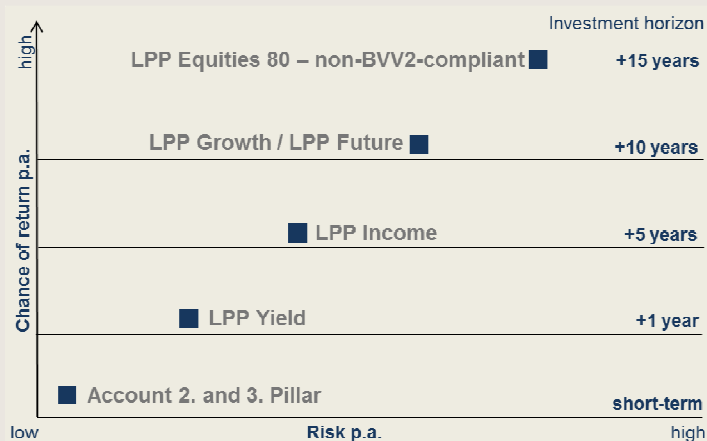 Investment horizon
high
LPP Equities 80 – non-BVV2-compliant
+15 years
LPP Growth / LPP Future
+10 years
Chance of return p.a.
LPP Income
+5 years
LPP Yield
+1 year
Account 2. and 3. Pillar
short-term
low
Risk p.a.
high